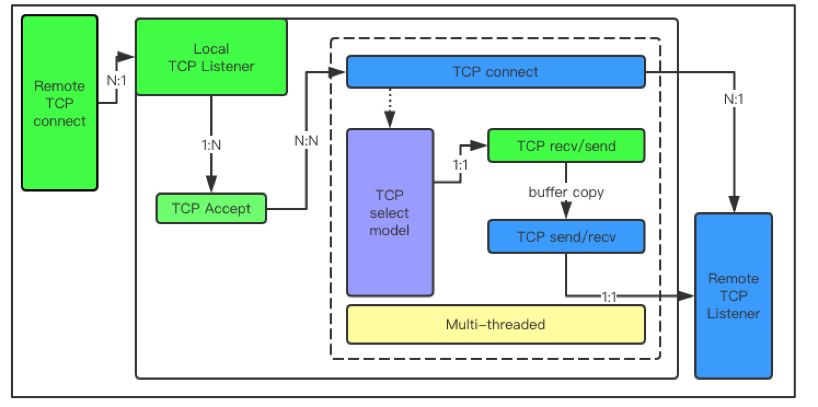 Remote
TCP
connect
N:1
Local
TCP Listener
1:N
TCP Accept
N:N
TCP connect
TCP
select
model
1:1
TCP recv/send
buffer copy
TCP send/recv
1:1
Multi-threaded
N:1
Remote
TCP
Listener